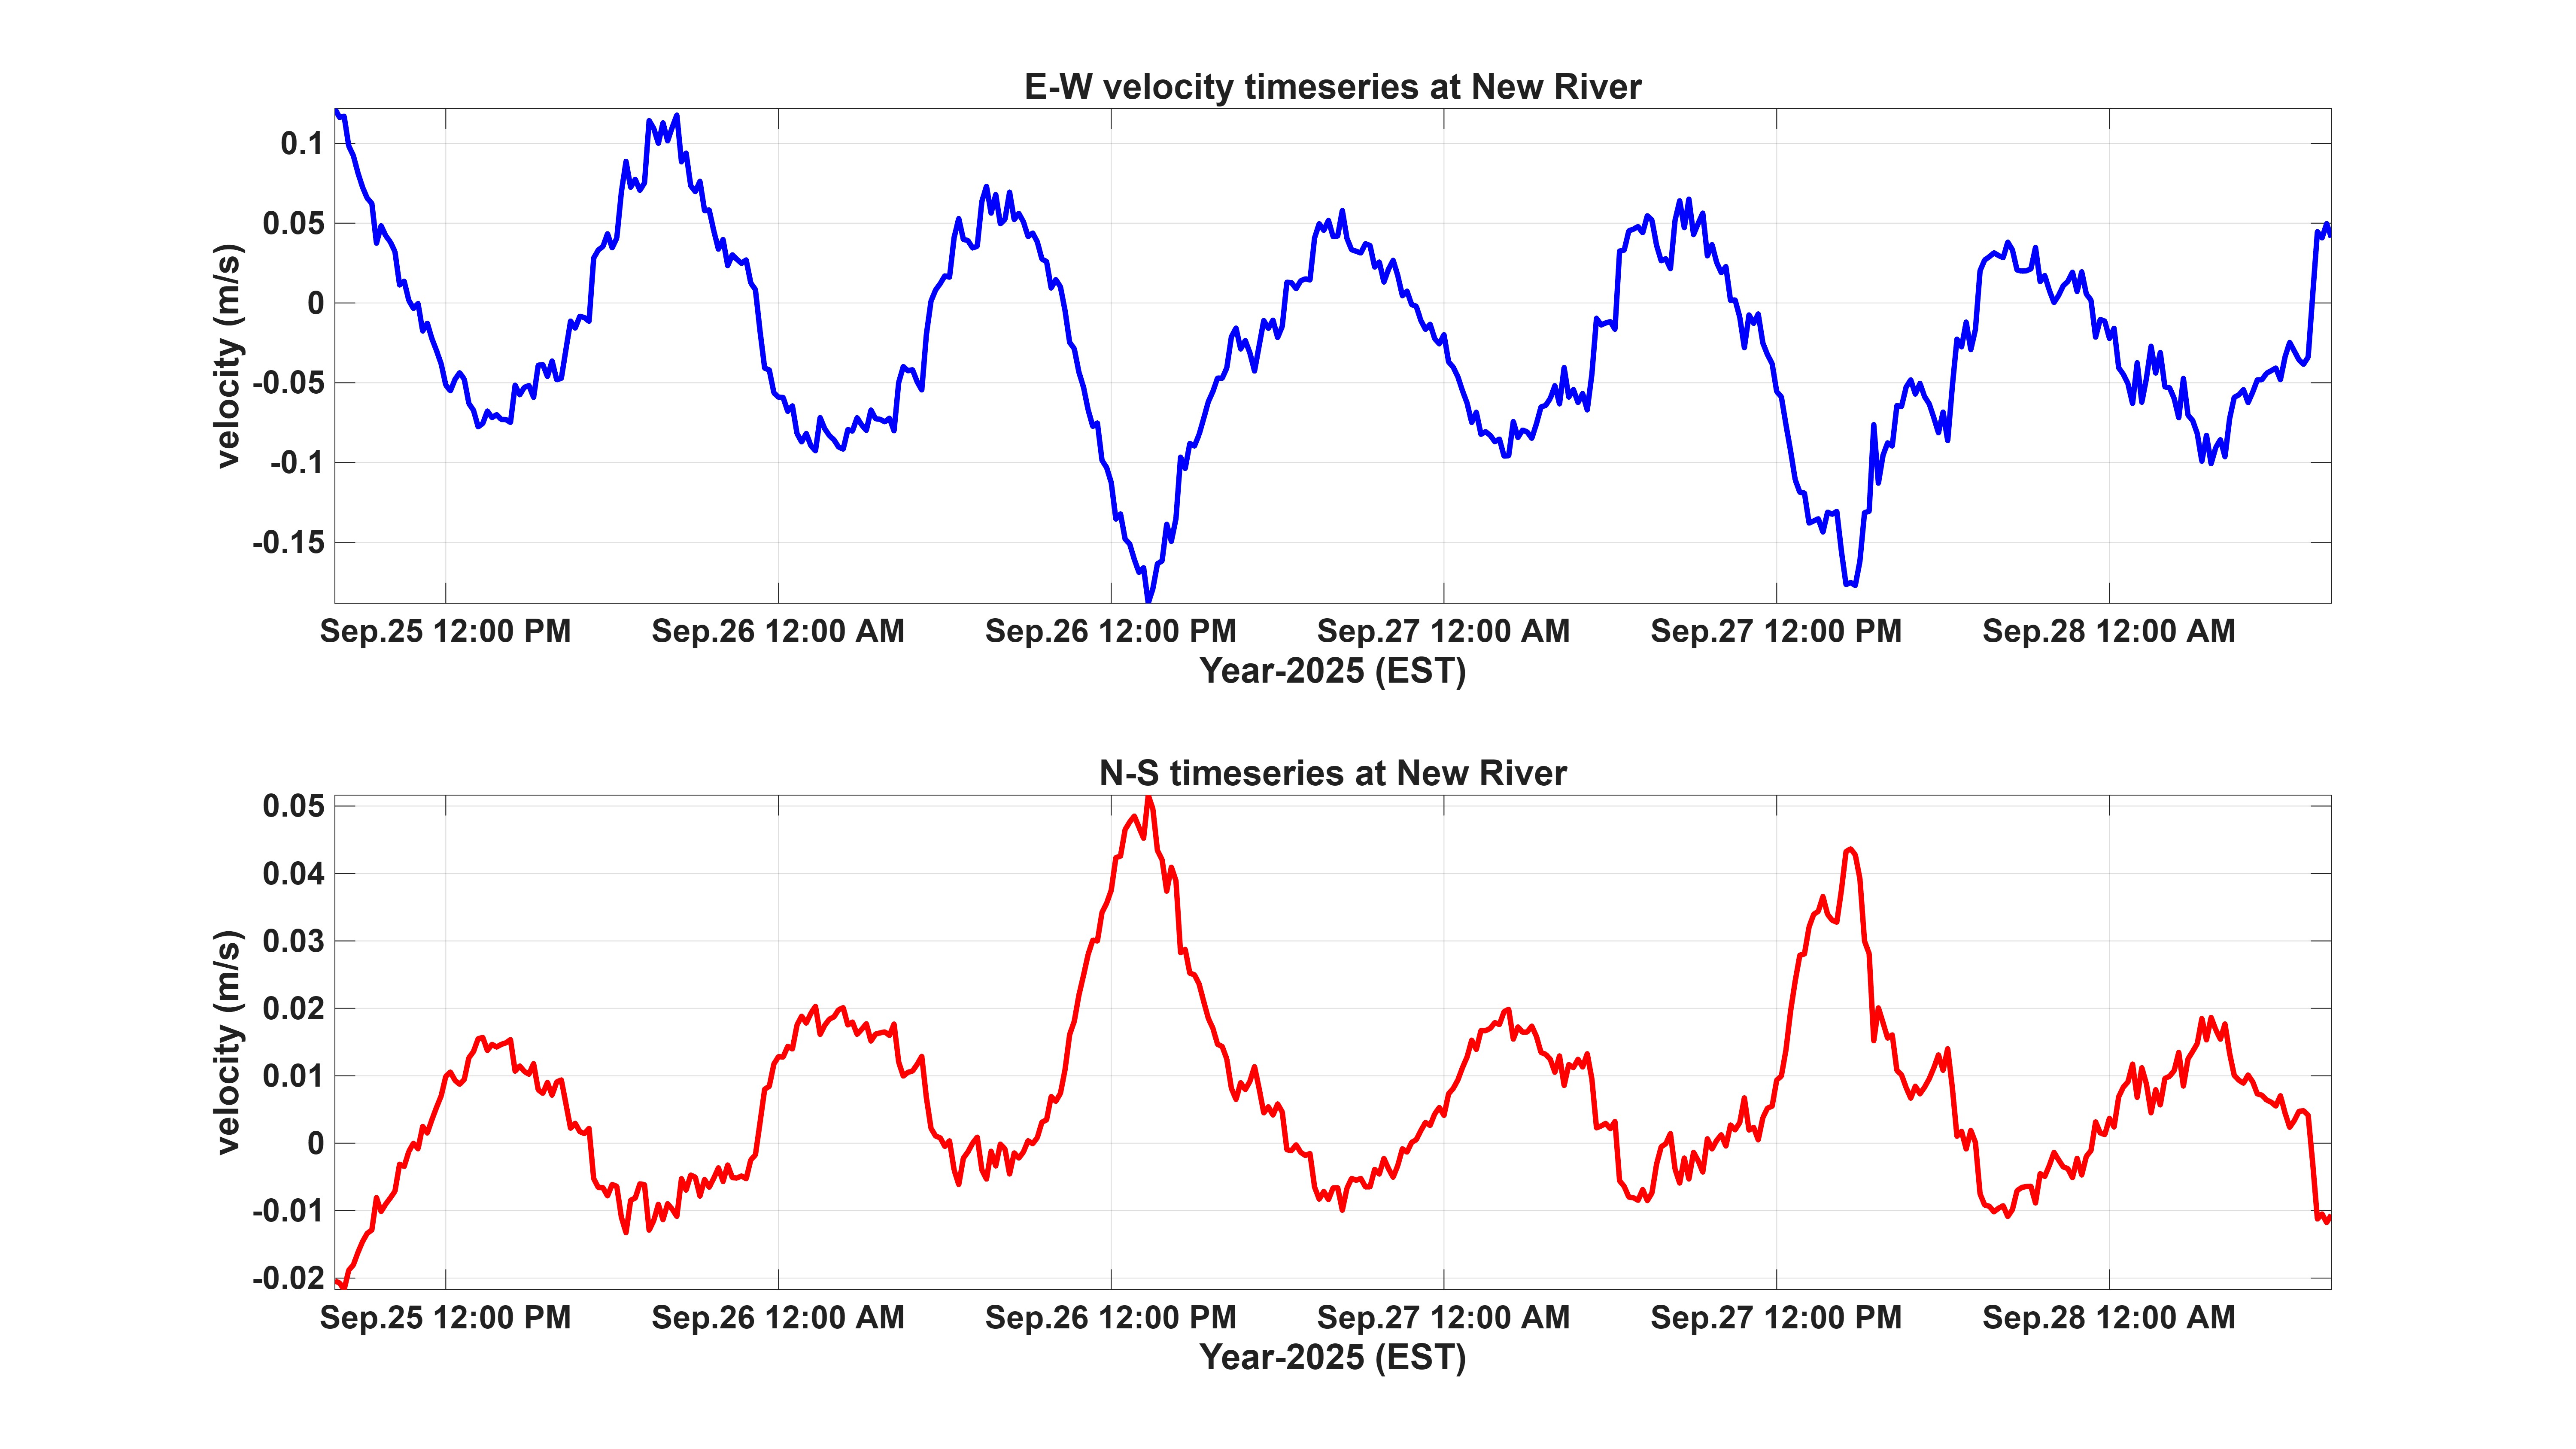 E-W velocity timeseries at New River
0.1
0.05
0
-0.05
-0.1
-0.15
velocity (m/s)
Sep.25 12:00 PM Sep.26 12:00 AM Sep.26 12:00 PM Sep.27 12:00 AM Sep.27 12:00 PM Sep.28 12:00 AM
Year-2025 (EST)
N-S timeseries at New River
0.05
0.04
0.03
0.02
0.01
0
-0.01
-0.02
velocity (m/s)
Sep.25 12:00 PM Sep.26 12:00 AM Sep.26 12:00 PM Sep.27 12:00 AM Sep.27 12:00 PM Sep.28 12:00 AM
Year-2025 (EST)